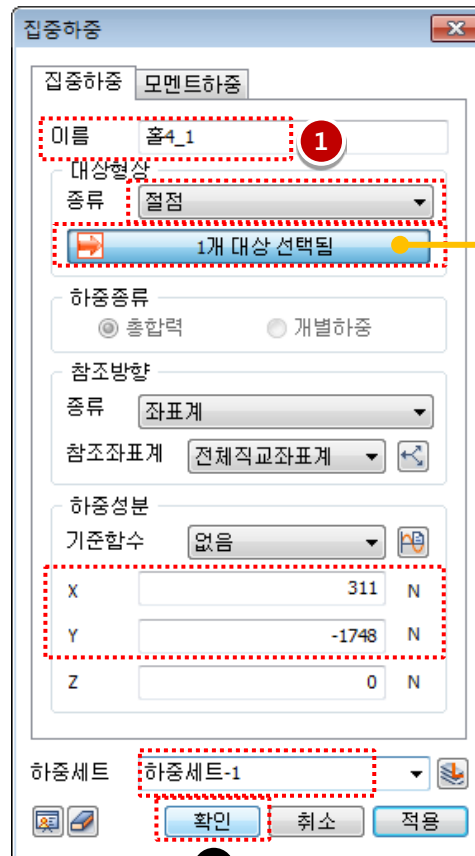 집중하중
집중하중 모멘트하중
이름 홀4_1
1
대상형상
종류 절점
1개 대상 선택됨
하중종류
총합력 개별하중
참조방향
종류 좌표계
참조좌표계 전체직교좌표계
하중성분
기준함수 없음
X 311 N
Y -1748 N
Z 0 N
하중세트 하중세트-1
확인 취소 적용